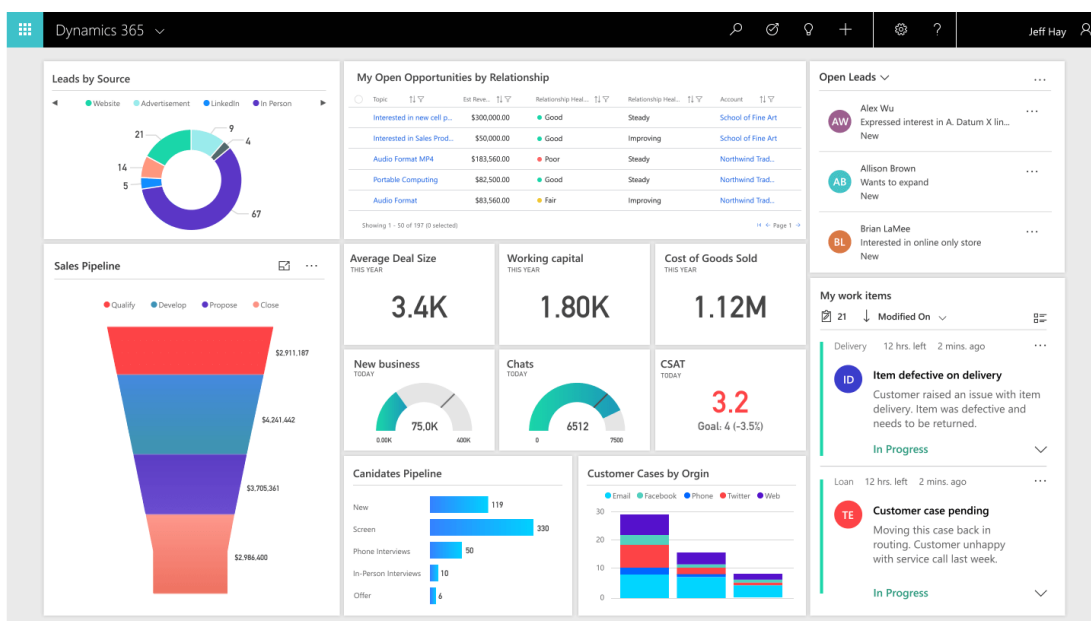 Dynamics 365
Jeff Hay
Leads by Source
Website Advertisement LinkedIn In Person
21
9
4
14
5
67
My Open Opportunities by Relationship
Topic Est Reve... Relationship Heal... Relationship Heal... Account
Interested in new cell p... $300,000.00 Good Steady School of Fine Art
Interested in Sales Prod... $50,000.00 Good Improving School of Fine Art
Audio Format MP4 $183,560.00 Poor Steady Northwind Trad...
Portable Computing $82,500.00 Good Steady Northwind Trad...
Audio Format $83,560.00 Fair Improving Northwind Trad...
Showing 1 - 50 of 197 (0 selected) Page 1
Open Leads
AW
Alex Wu
Expressed interest in A. Datum X lin...
New
AB
Allison Brown
Wants to expand
New
BL
Brian LaMee
Interested in online only store
New
Sales Pipeline
Qualify Develop Propose Close
$2,911,187
$4,241,442
$3,705,361
$2,986,400
Average Deal Size
THIS YEAR
3.4K
Working capital
THIS YEAR
1.80K
Cost of Goods Sold
THIS YEAR
1.12M
New business
TODAY
75.0K
0.00K 400K
Chats
TODAY
6512
0 7500
CSAT
TODAY
3.2
Goal: 4 (-3.5%)
Canidates Pipeline
New 119
Screen 330
Phone Interviews 50
In-Person Interviews 10
Offer 6
Customer Cases by Orgin
Email Facebook Phone Twitter Web
30
20
10
0
My work items
21 Modified On
Delivery 12 hrs. left 2 mins. ago
ID
Item defective on delivery
Customer raised an issue with item
delivery. Item was defective and
needs to be returned.
In Progress
Loan 12 hrs. left 2 mins. ago
TE
Customer case pending
Moving this case back in
routing. Customer unhappy
with service call last week.
In Progress